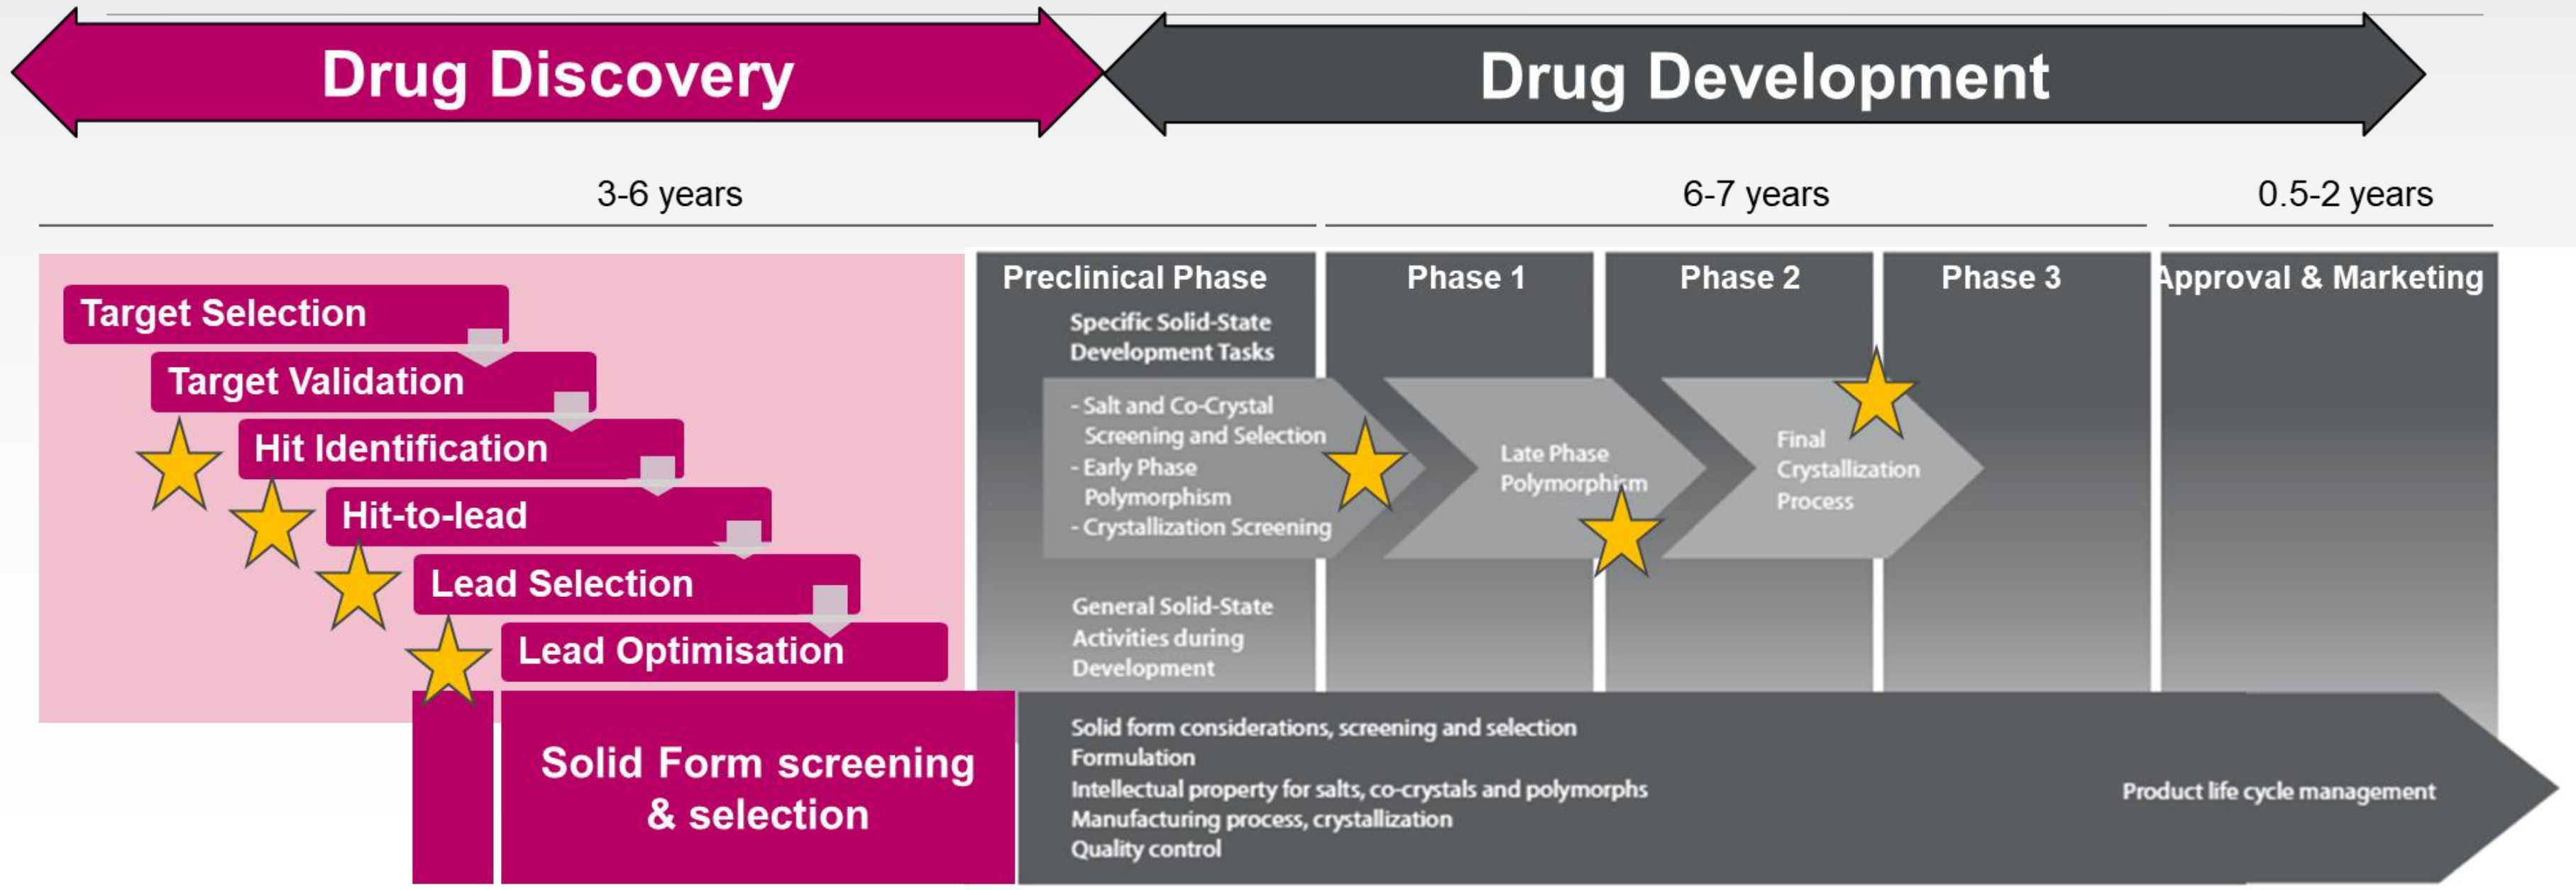 Drug Discovery
Drug Development
3-6 years
6-7 years
0.5-2 years
Target Selection
Target Validation
Hit Identification
Hit-to-lead
Lead Selection
Lead Optimisation
Solid Form screening
& selection
Preclinical Phase
Phase 1
Phase 2
Phase 3
Approval & Marketing
Specific Solid-State
Development Tasks
- Salt and Co-Crystal
Screening and Selection
- Early Phase
Polymorphism
- Crystallization Screening
Late Phase
Polymorphism
Final
Crystallization
Process
General Solid-State
Activities during
Development
Solid form considerations, screening and selection
Formulation
Intellectual property for salts, co-crystals and polymorphs
Manufacturing process, crystallization
Quality control
Product life cycle management